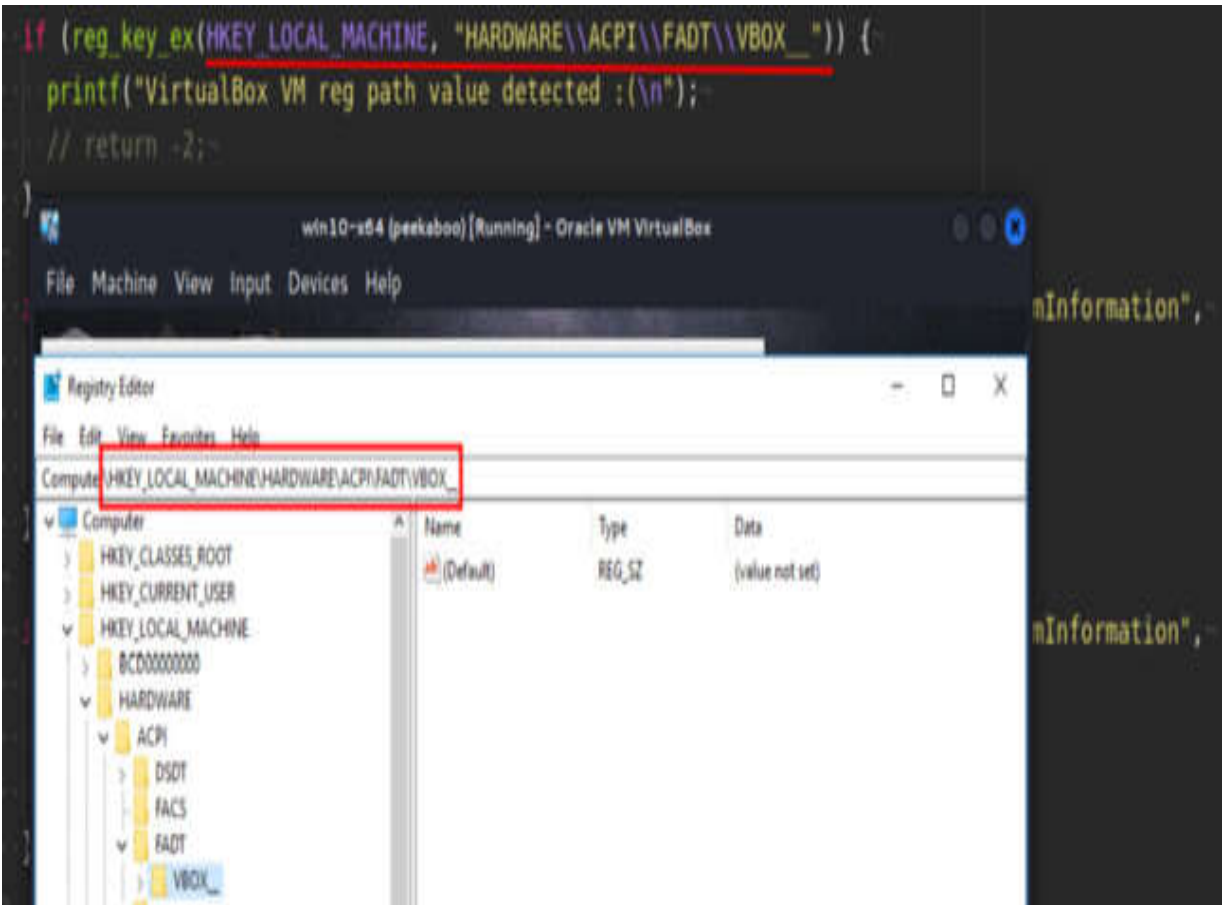 if (reg_key_ex(HKEY_LOCAL_MACHINE, "HARDWARE\\ACPI\\FADT\\VBOX__")) {
printf("VirtualBox VM reg path value detected :(\n");
// return -2;
}
win10-x64 (peekaboo) [Running] - Oracle VM VirtualBox
File Machine View Input Devices Help
mInformation",
Registry Editor
File Edit View Favorites Help
Computer\HKEY_LOCAL_MACHINE\HARDWARE\ACPI\FADT\VBOX__
Computer
HKEY_CLASSES_ROOT
HKEY_CURRENT_USER
HKEY_LOCAL_MACHINE
BCD00000000
HARDWARE
ACPI
DSDT
FACS
FADT
VBOX__
Name Type Data
(Default) REG_SZ (value not set)
}
mInformation",
}